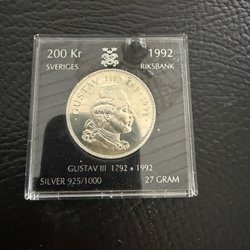 200 Kr 1992
SVERIGES RIKSBANK
GUSTAV III
GUSTAV III 1792 • 1992
SILVER 925/1000 27 GRAM